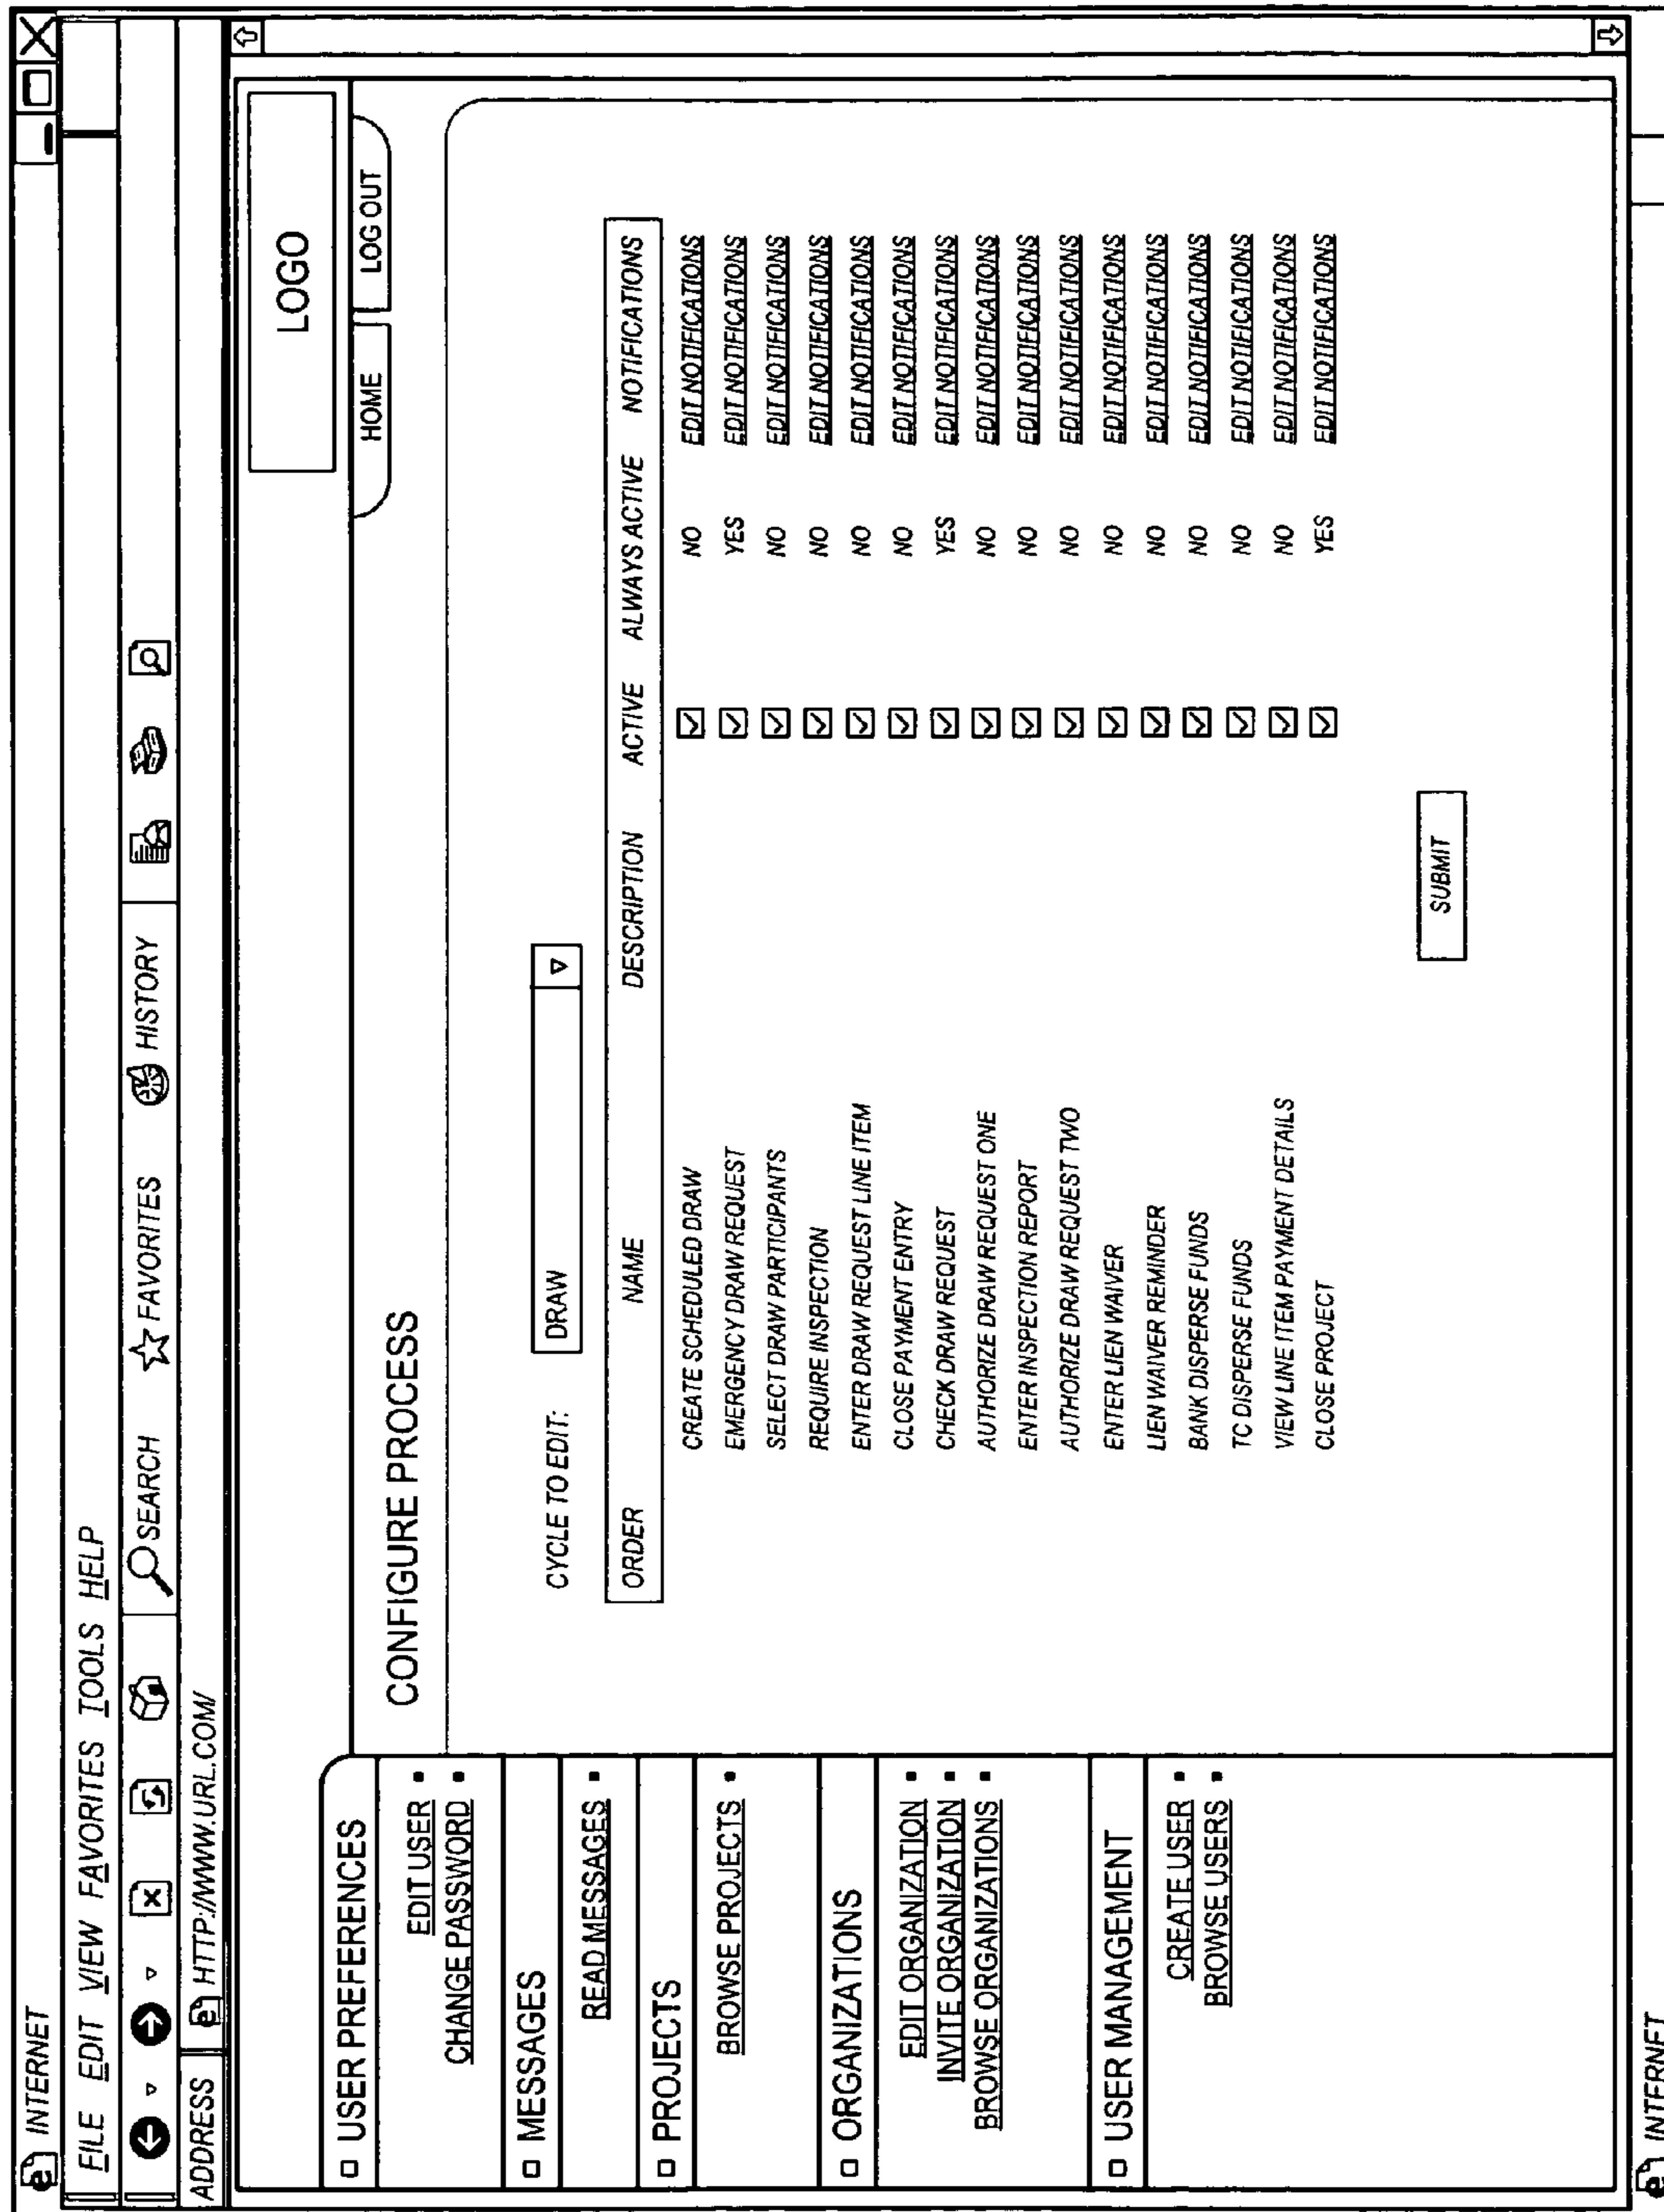 INTERNET
FILE EDIT VIEW FAVORITES TOOLS HELP
SEARCH FAVORITES HISTORY
ADDRESS HTTP://WWW.URL.COM/
LOGO
HOME LOG OUT
USER PREFERENCES
EDIT USER
CHANGE PASSWORD
MESSAGES
READ MESSAGES
PROJECTS
BROWSE PROJECTS
ORGANIZATIONS
EDIT ORGANIZATION
INVITE ORGANIZATION
BROWSE ORGANIZATIONS
USER MANAGEMENT
CREATE USER
BROWSE USERS
CONFIGURE PROCESS
CYCLE TO EDIT: DRAW
ORDER NAME DESCRIPTION ACTIVE ALWAYS ACTIVE NOTIFICATIONS
CREATE SCHEDULED DRAW NO EDIT NOTIFICATIONS
EMERGENCY DRAW REQUEST YES EDIT NOTIFICATIONS
SELECT DRAW PARTICIPANTS NO EDIT NOTIFICATIONS
REQUIRE INSPECTION NO EDIT NOTIFICATIONS
ENTER DRAW REQUEST LINE ITEM NO EDIT NOTIFICATIONS
CLOSE PAYMENT ENTRY NO EDIT NOTIFICATIONS
CHECK DRAW REQUEST YES EDIT NOTIFICATIONS
AUTHORIZE DRAW REQUEST ONE NO EDIT NOTIFICATIONS
ENTER INSPECTION REPORT NO EDIT NOTIFICATIONS
AUTHORIZE DRAW REQUEST TWO NO EDIT NOTIFICATIONS
ENTER LIEN WAIVER NO EDIT NOTIFICATIONS
LIEN WAIVER REMINDER NO EDIT NOTIFICATIONS
BANK DISPERSE FUNDS NO EDIT NOTIFICATIONS
TC DISPERSE FUNDS NO EDIT NOTIFICATIONS
VIEW LINE ITEM PAYMENT DETAILS NO EDIT NOTIFICATIONS
CLOSE PROJECT YES EDIT NOTIFICATIONS
SUBMIT
INTERNET